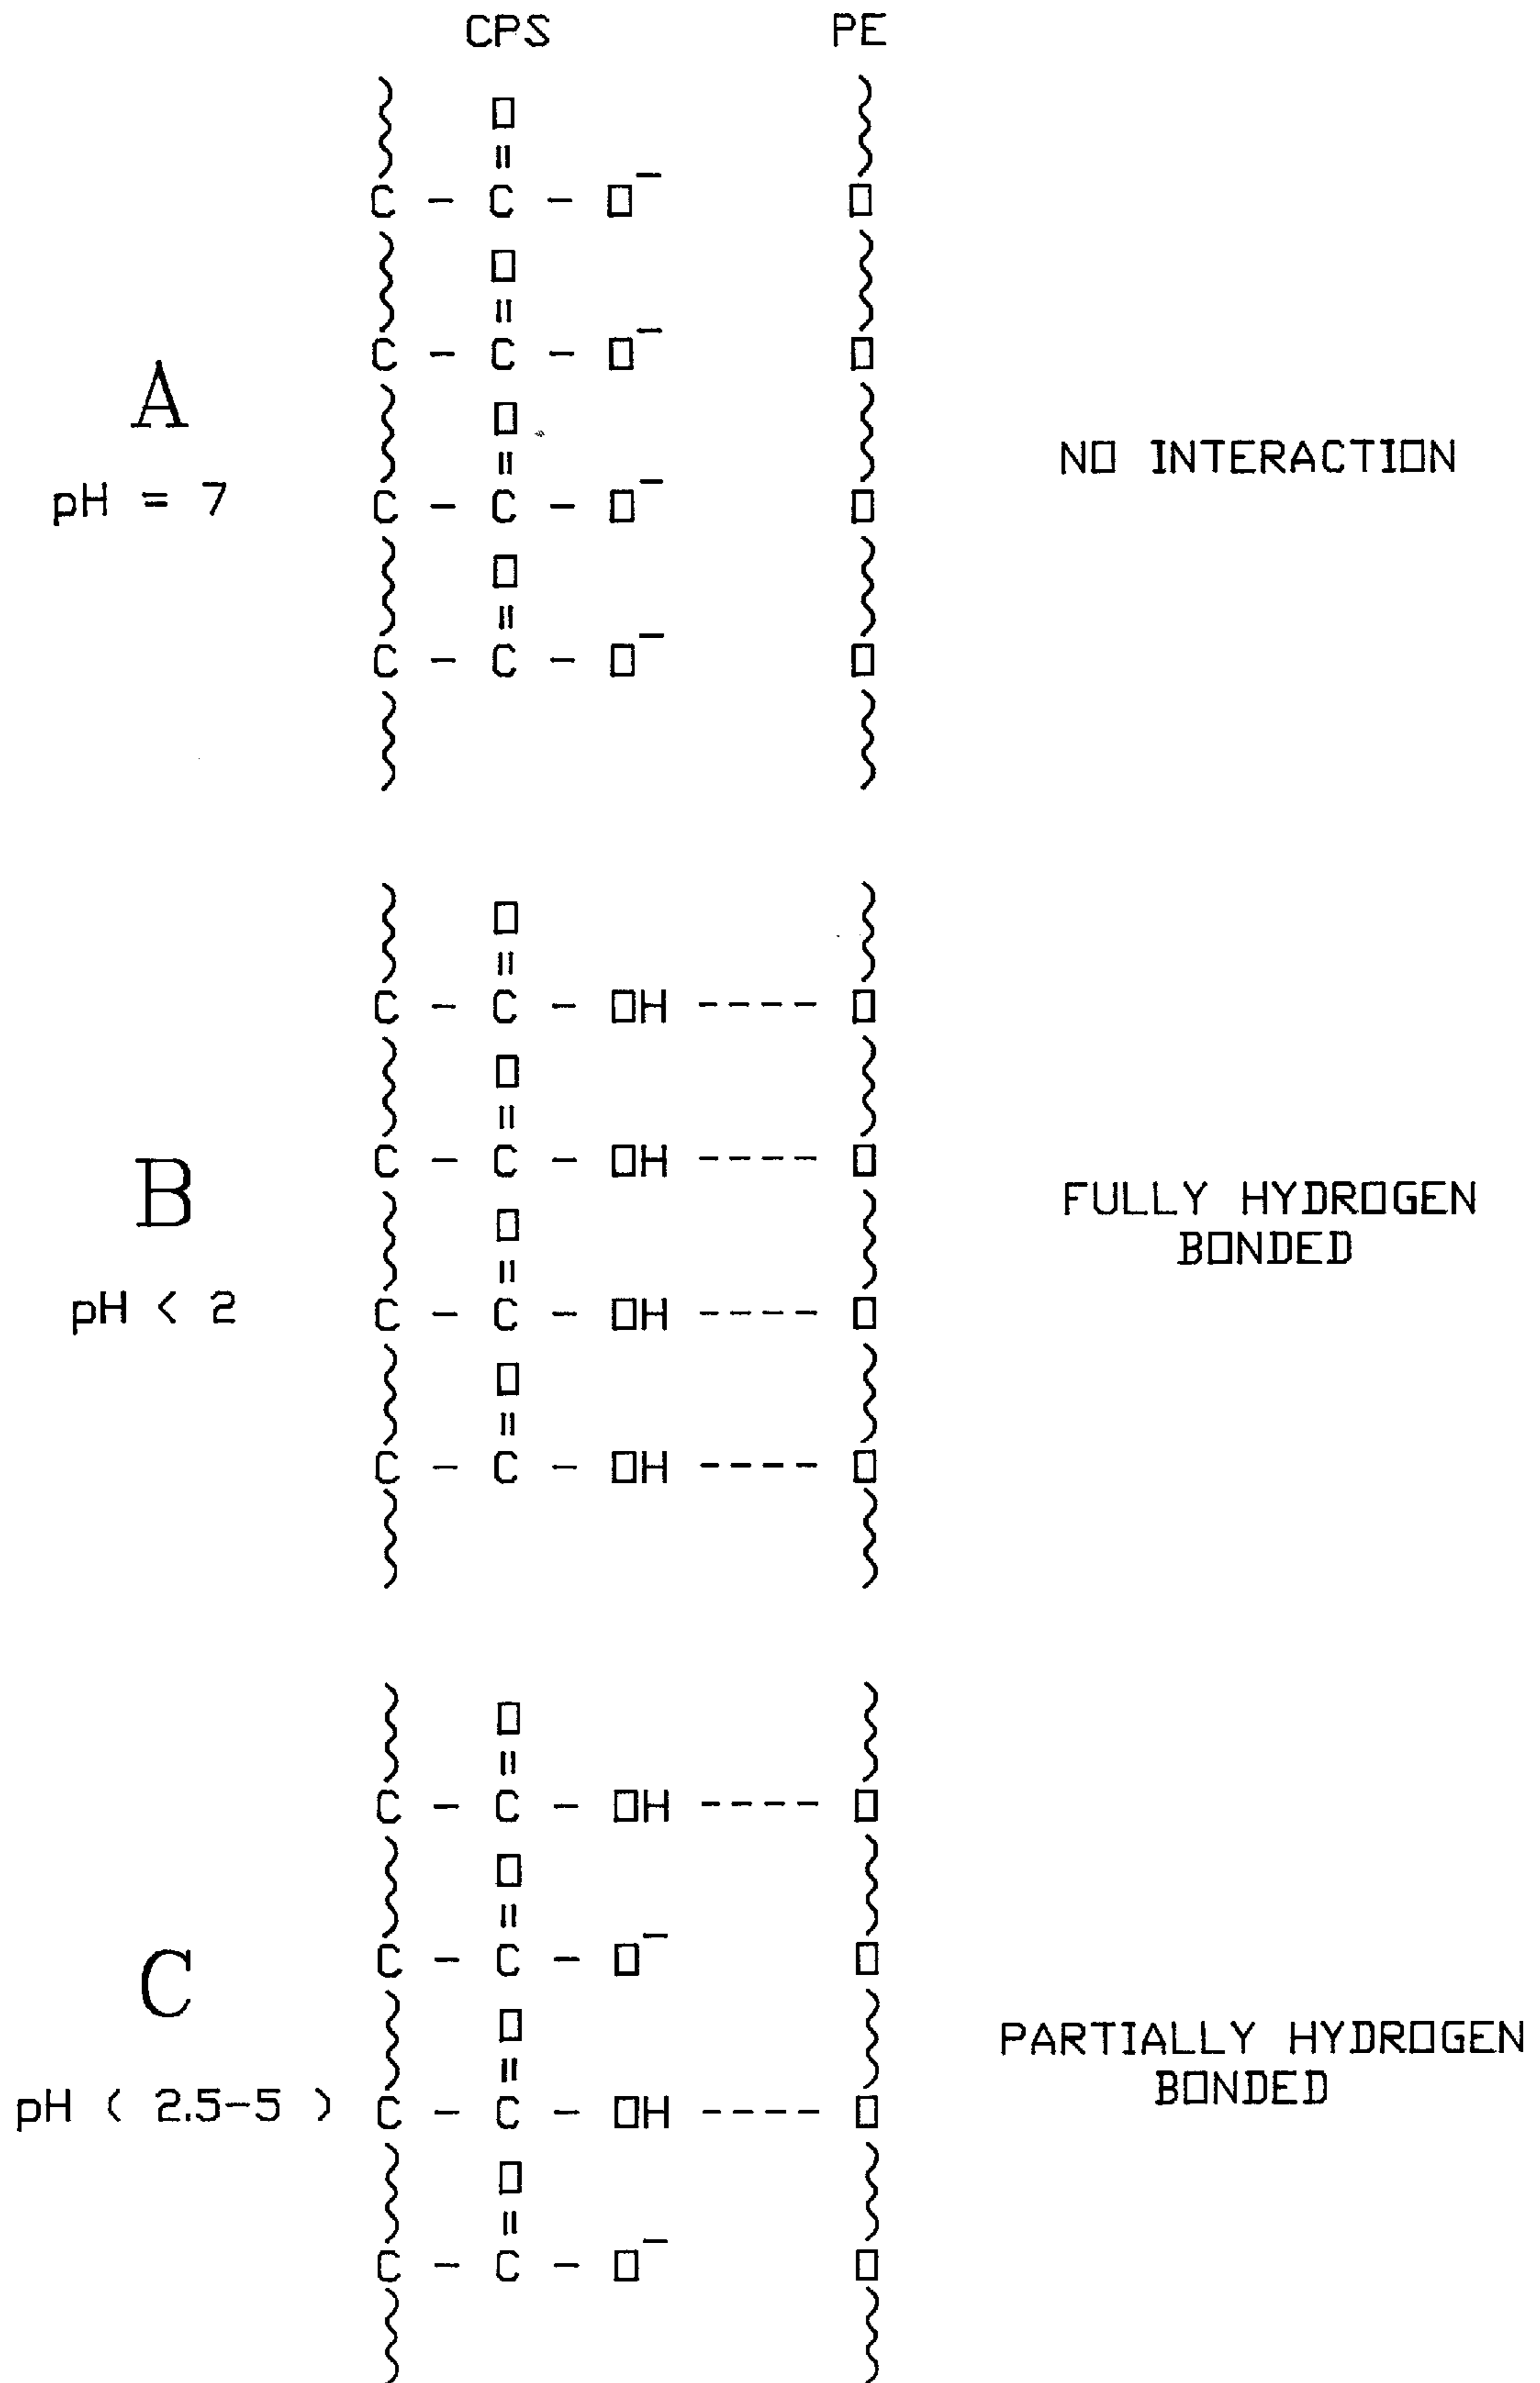 CPS PE
O
=
C - C - O⁻ O
O
=
C - C - O⁻ O
A
O
NO INTERACTION
=
pH = 7 C - C - O⁻ O
O
=
C - C - O⁻ O
O
=
C - C - OH ---- O
O
=
C - C - OH ---- O
B
FULLY HYDROGEN
O
BONDED
=
pH < 2 C - C - OH ---- O
O
=
C - C - OH ---- O
O
=
C - C - OH ---- O
O
=
C - C - O⁻ O
C
O
PARTIALLY HYDROGEN
=
BONDED
pH ( 2.5-5 ) C - C - OH ---- O
O
=
C - C - O⁻ O